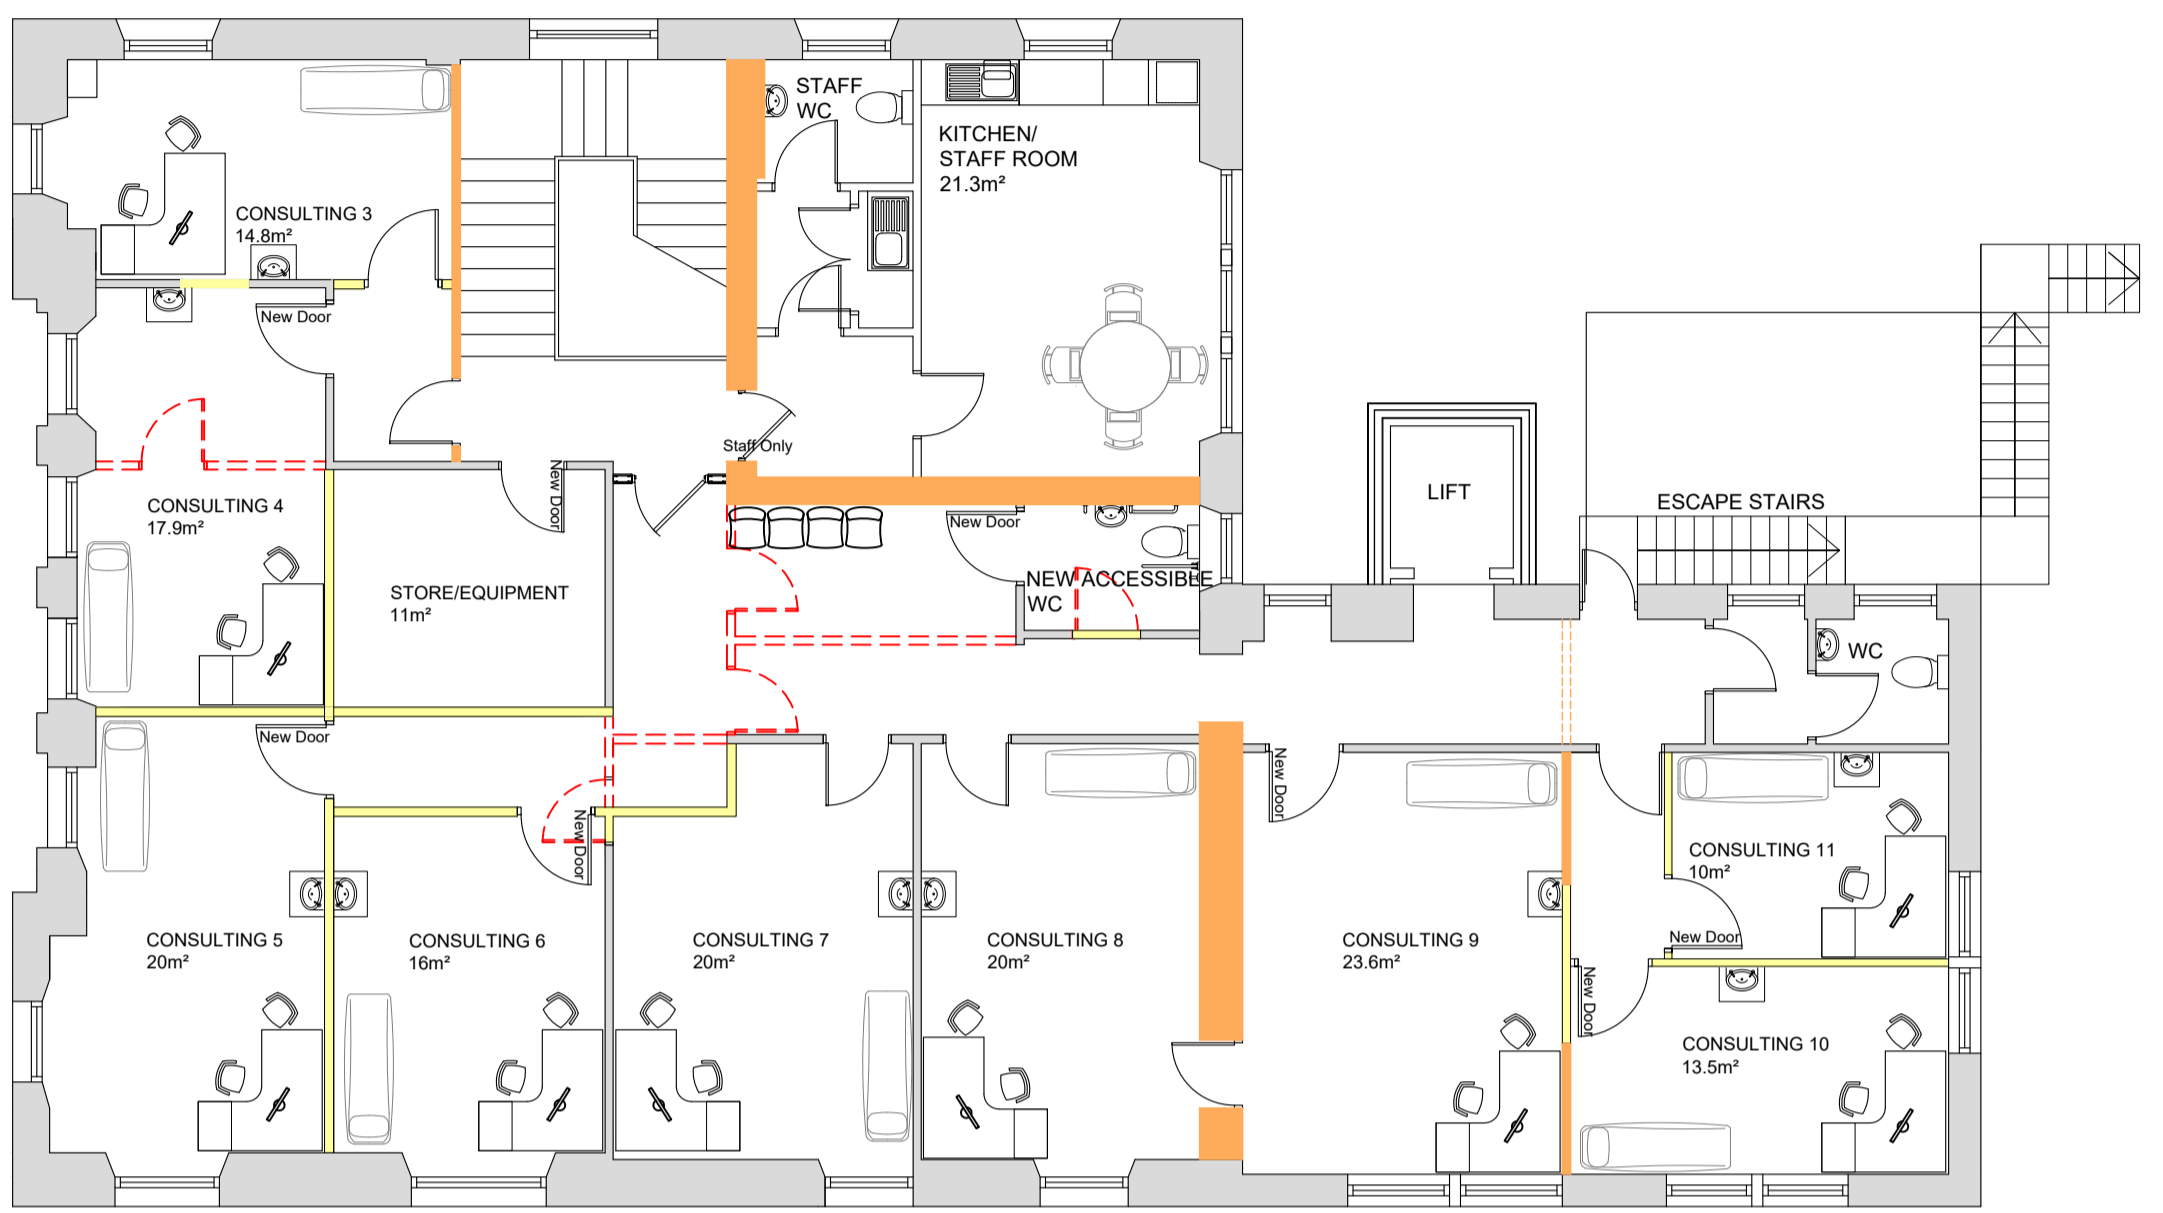 STAFF
WC
KITCHEN/
STAFF ROOM
21.3m²
CONSULTING 3
14.8m²
New Door
Staff Only
New Door
CONSULTING 4
17.9m²
STORE/EQUIPMENT
11m²
New Door
NEW ACCESSIBLE
WC
LIFT
ESCAPE STAIRS
WC
New Door
New Door
New Door
CONSULTING 5
20m²
CONSULTING 6
16m²
CONSULTING 7
20m²
CONSULTING 8
20m²
CONSULTING 9
23.6m²
CONSULTING 11
10m²
New Door
New Door
CONSULTING 10
13.5m²